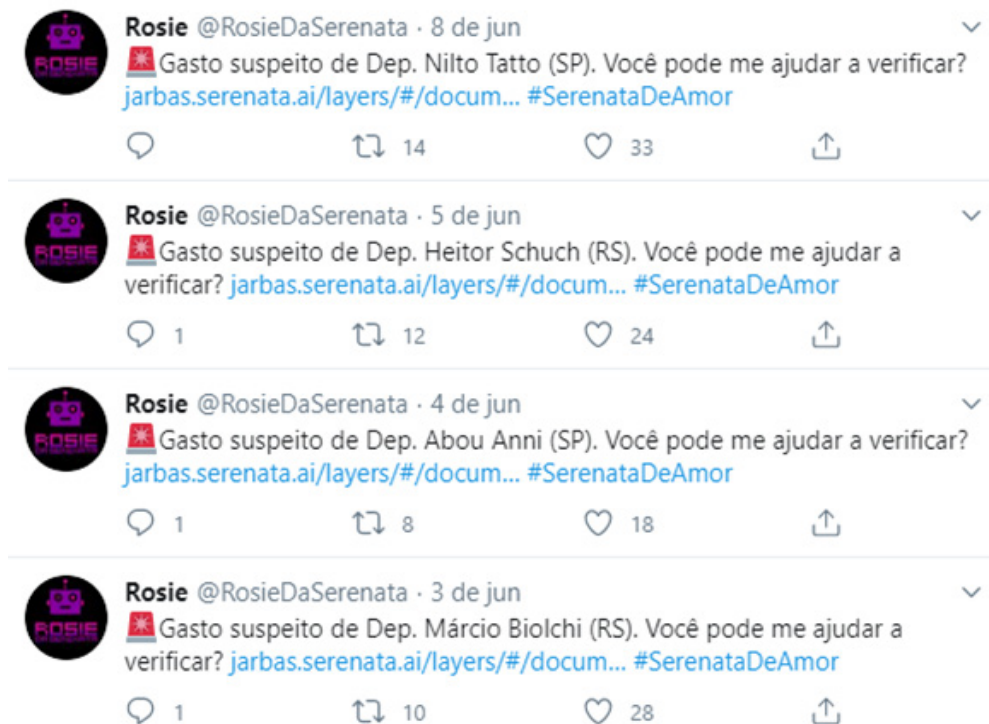 Rosie @RosieDaSerenata · 8 de jun
🚨Gasto suspeito de Dep. Nilto Tatto (SP). Você pode me ajudar a verificar?
jarbas.serenata.ai/layers/#/docum... #SerenataDeAmor
14 33
ROSIE
Rosie @RosieDaSerenata · 5 de jun
🚨Gasto suspeito de Dep. Heitor Schuch (RS). Você pode me ajudar a
verificar? jarbas.serenata.ai/layers/#/docum... #SerenataDeAmor
1 12 24
ROSIE
Rosie @RosieDaSerenata · 4 de jun
🚨Gasto suspeito de Dep. Abou Anni (SP). Você pode me ajudar a verificar?
jarbas.serenata.ai/layers/#/docum... #SerenataDeAmor
1 8 18
ROSIE
Rosie @RosieDaSerenata · 3 de jun
🚨Gasto suspeito de Dep. Márcio Biolchi (RS). Você pode me ajudar a
verificar? jarbas.serenata.ai/layers/#/docum... #SerenataDeAmor
1 10 28
ROSIE